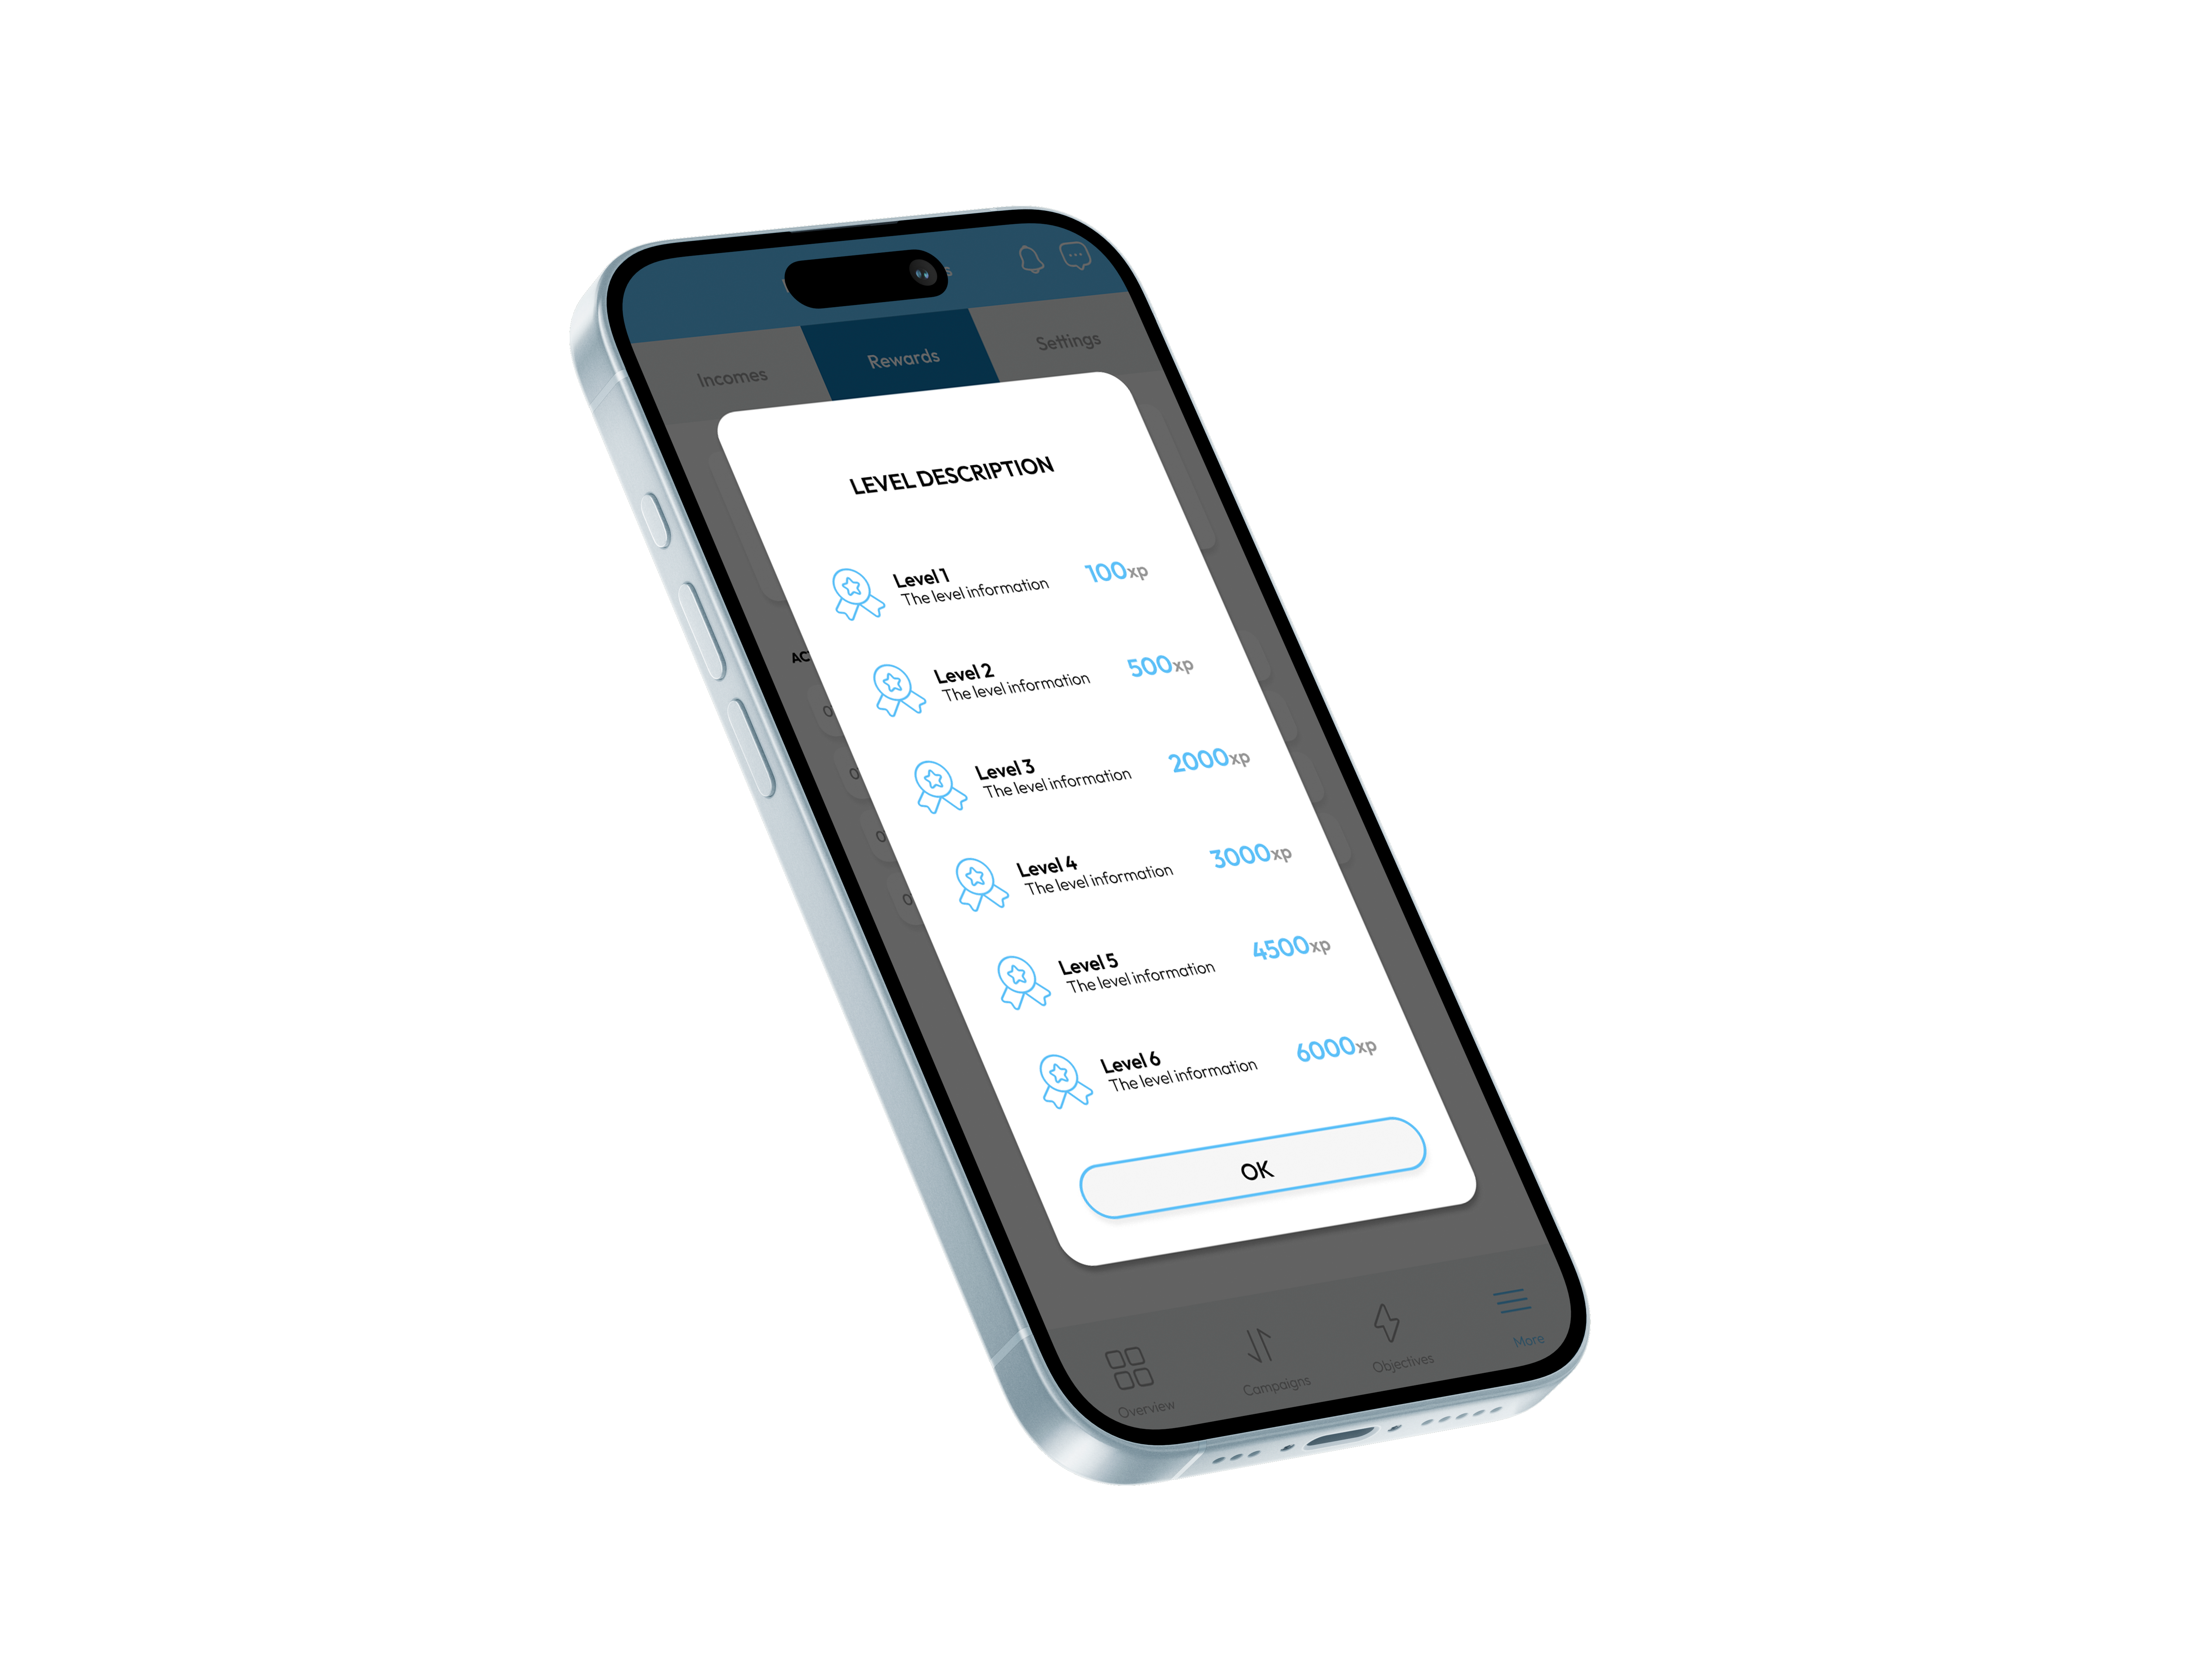 Incomes
Rewards
Settings
LEVEL DESCRIPTION
Level 1
The level information
100xp
Level 2
The level information
500xp
Level 3
The level information
2000xp
Level 4
The level information
3000xp
Level 5
The level information
4500xp
Level 6
The level information
6000xp
OK
Overview
Campaigns
Objectives
More